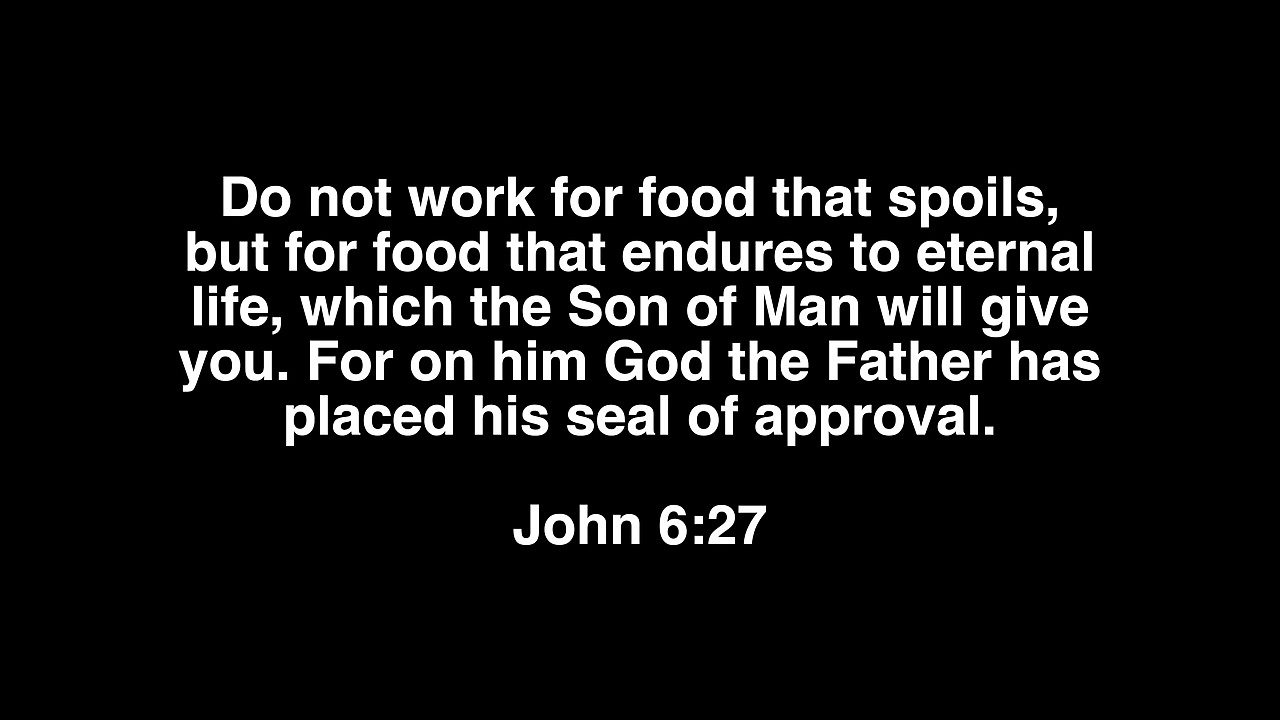 Do not work for food that spoils,
but for food that endures to eternal
life, which the Son of Man will give
you. For on him God the Father has
placed his seal of approval.
John 6:27